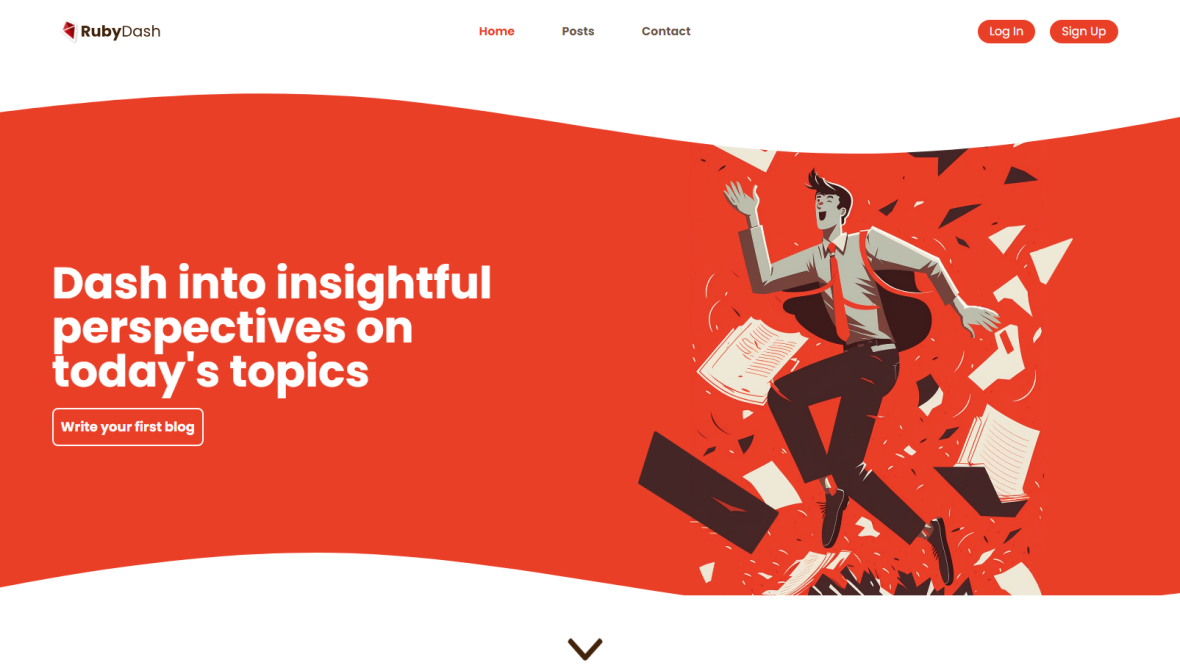 RubyDash
Home
Posts
Contact
Log In
Sign Up
Dash into insightful
perspectives on
today's topics
Write your first blog